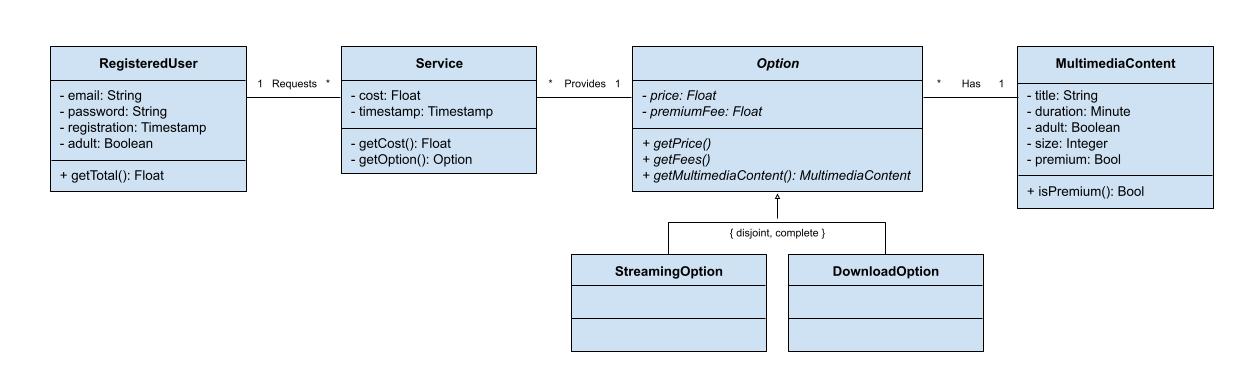 RegisteredUser
- email: String
- password: String
- registration: Timestamp
- adult: Boolean
+ getTotal(): Float
1 Requests *
Service
- cost: Float
- timestamp: Timestamp
- getCost(): Float
- getOption(): Option
* Provides 1
Option
- price: Float
- premiumFee: Float
+ getPrice()
+ getFees()
+ getMultimediaContent(): MultimediaContent
* Has 1
MultimediaContent
- title: String
- duration: Minute
- adult: Boolean
- size: Integer
- premium: Bool
+ isPremium(): Bool
{ disjoint, complete }
StreamingOption
DownloadOption